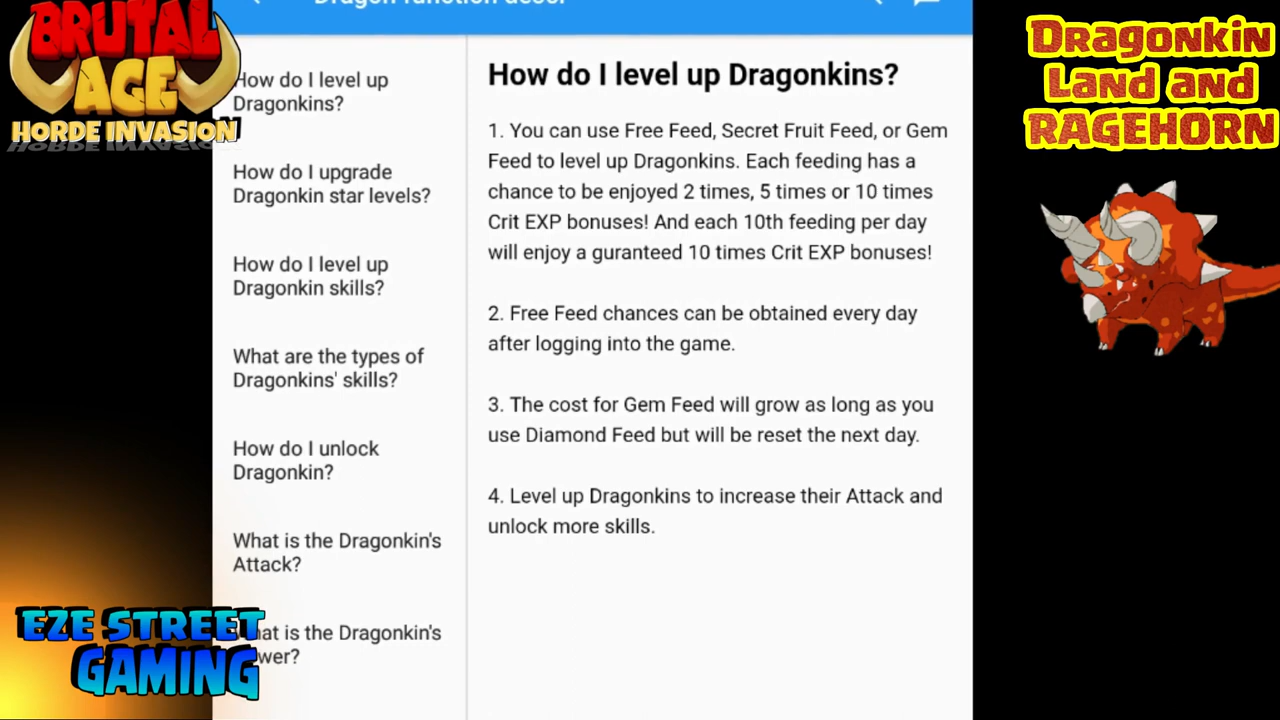 Dragon function descr
BRUTAL
AGE
HORDE INVASION
Dragonkin
Land and
RAGEHORN
How do I level up
Dragonkins?
How do I upgrade
Dragonkin star levels?
How do I level up
Dragonkin skills?
What are the types of
Dragonkins' skills?
How do I unlock
Dragonkin?
What is the Dragonkin's
Attack?
hat is the Dragonkin's
wer?
How do I level up Dragonkins?
1. You can use Free Feed, Secret Fruit Feed, or Gem
Feed to level up Dragonkins. Each feeding has a
chance to be enjoyed 2 times, 5 times or 10 times
Crit EXP bonuses! And each 10th feeding per day
will enjoy a guranteed 10 times Crit EXP bonuses!
2. Free Feed chances can be obtained every day
after logging into the game.
3. The cost for Gem Feed will grow as long as you
use Diamond Feed but will be reset the next day.
4. Level up Dragonkins to increase their Attack and
unlock more skills.
EZE STREET
GAMING